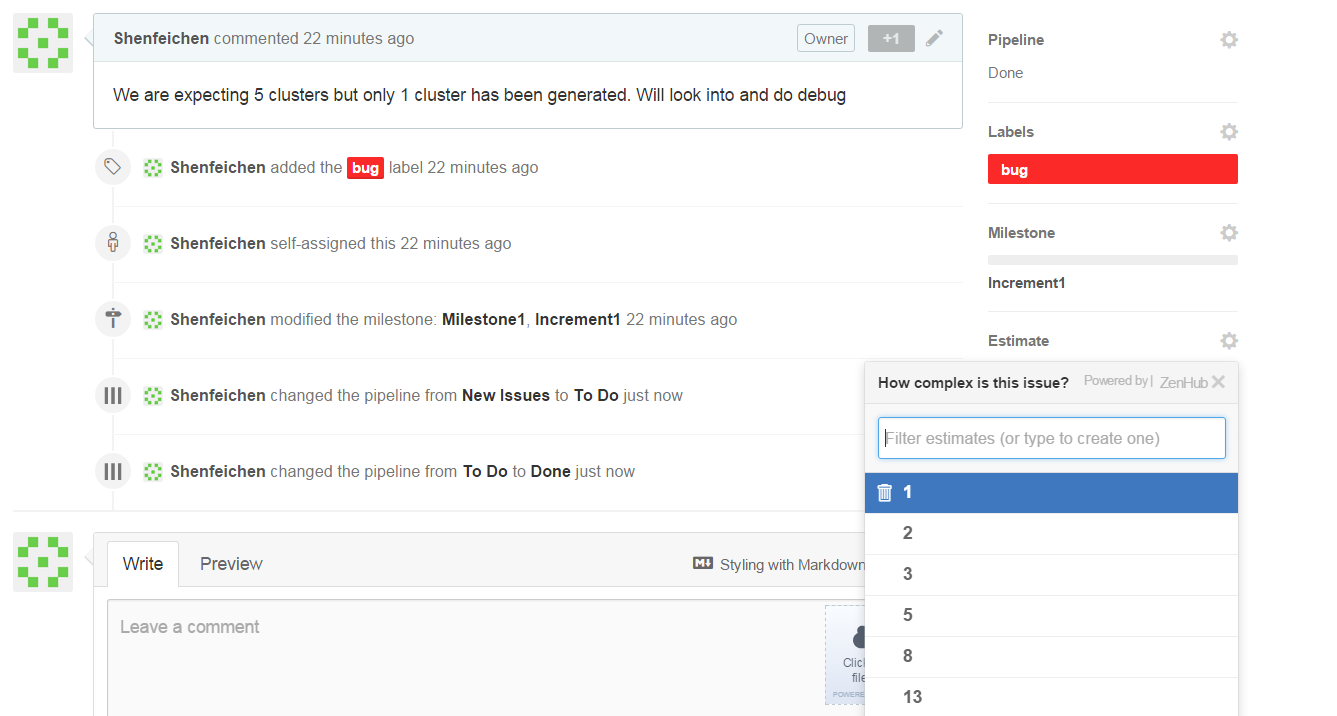 Shenfeichen commented 22 minutes ago
Owner
+1
We are expecting 5 clusters but only 1 cluster has been generated. Will look into and do debug
Shenfeichen added the bug label 22 minutes ago
Shenfeichen self-assigned this 22 minutes ago
Shenfeichen modified the milestone: Milestone1, Increment1 22 minutes ago
Shenfeichen changed the pipeline from New Issues to To Do just now
Shenfeichen changed the pipeline from To Do to Done just now
Write
Preview
Styling with Markdown
Leave a comment
POWERE
Pipeline
Done
Labels
bug
Milestone
Increment1
Estimate
How complex is this issue? Powered by ZenHub
Filter estimates (or type to create one)
1
2
3
5
8
13